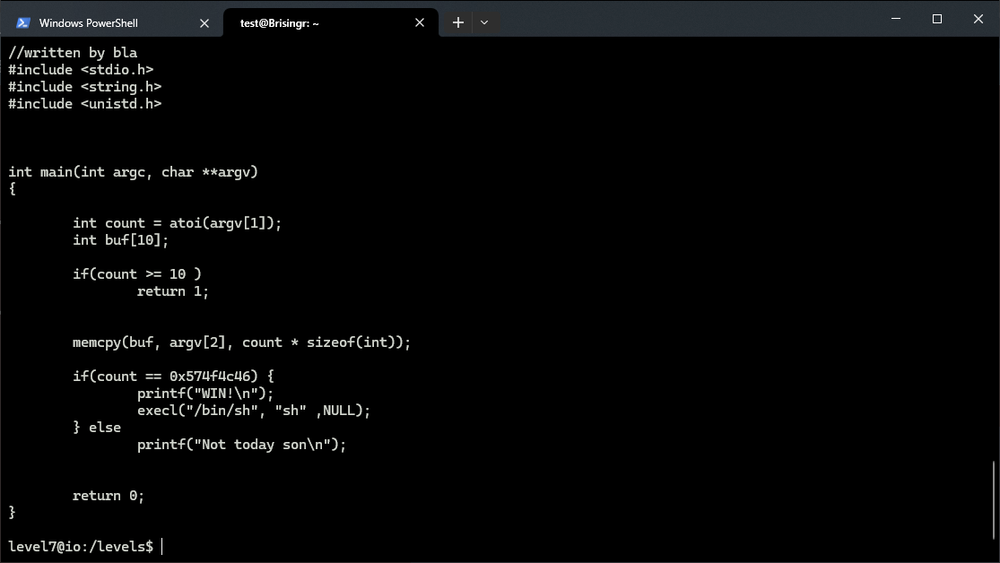 Windows PowerShell
test@Brisingr: ~
//written by bla
#include <stdio.h>
#include <string.h>
#include <unistd.h>
int main(int argc, char **argv)
{
int count = atoi(argv[1]);
int buf[10];
if(count >= 10 )
return 1;
memcpy(buf, argv[2], count * sizeof(int));
if(count == 0x574f4c46) {
printf("WIN!\n");
execl("/bin/sh", "sh" ,NULL);
} else
printf("Not today son\n");
return 0;
}
level7@io:/levels$